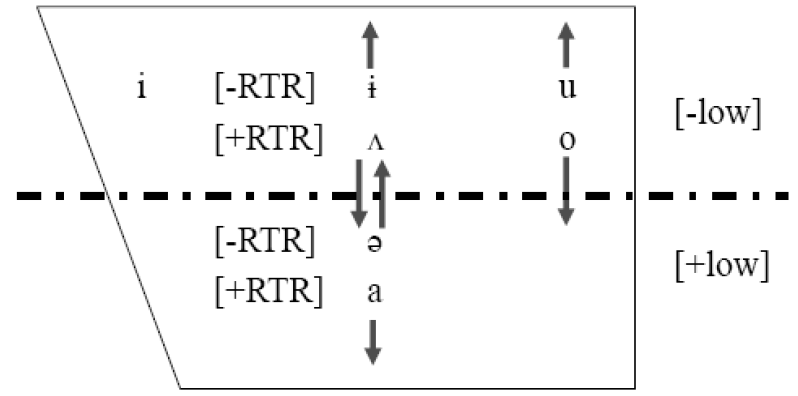 i [-RTR] ɨ u
[-low]
[+RTR] ʌ o
[-RTR] ə
[+low]
[+RTR] a